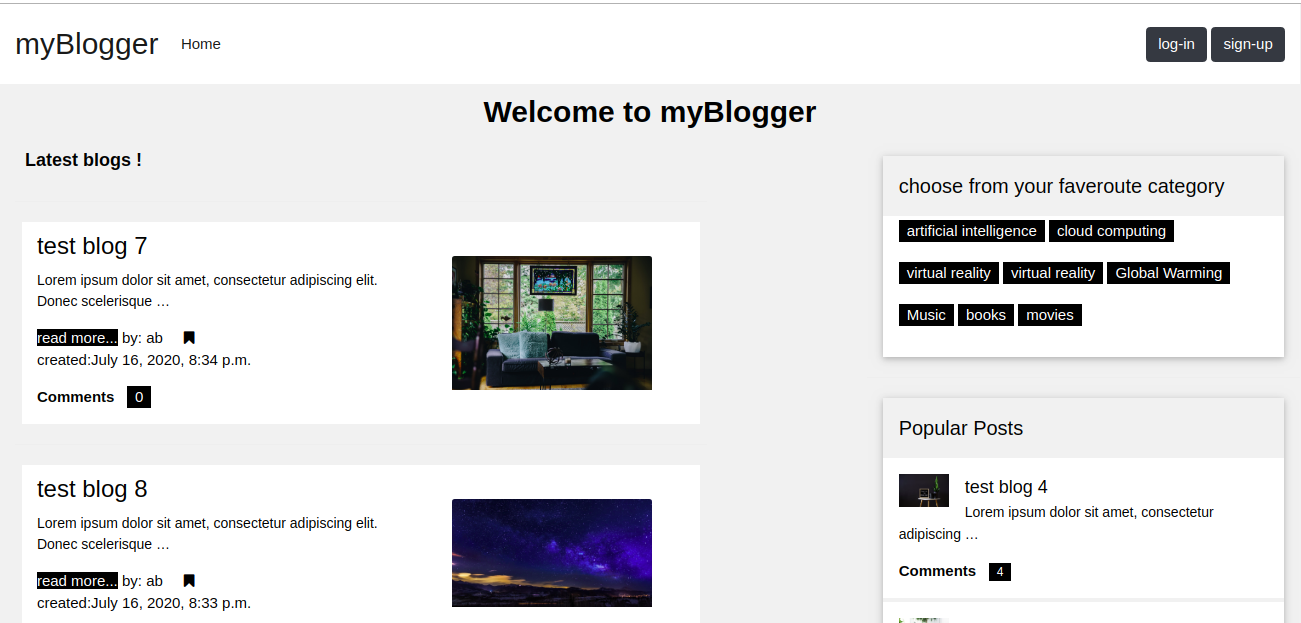 myBlogger Home log-in sign-up
Welcome to myBlogger
Latest blogs !
test blog 7
Lorem ipsum dolor sit amet, consectetur adipiscing elit.
Donec scelerisque …
read more... by: ab
created:July 16, 2020, 8:34 p.m.
Comments 0
test blog 8
Lorem ipsum dolor sit amet, consectetur adipiscing elit.
Donec scelerisque …
read more... by: ab
created:July 16, 2020, 8:33 p.m.
choose from your faveroute category
artificial intelligence cloud computing
virtual reality virtual reality Global Warming
Music books movies
Popular Posts
test blog 4
Lorem ipsum dolor sit amet, consectetur
adipiscing …
Comments 4